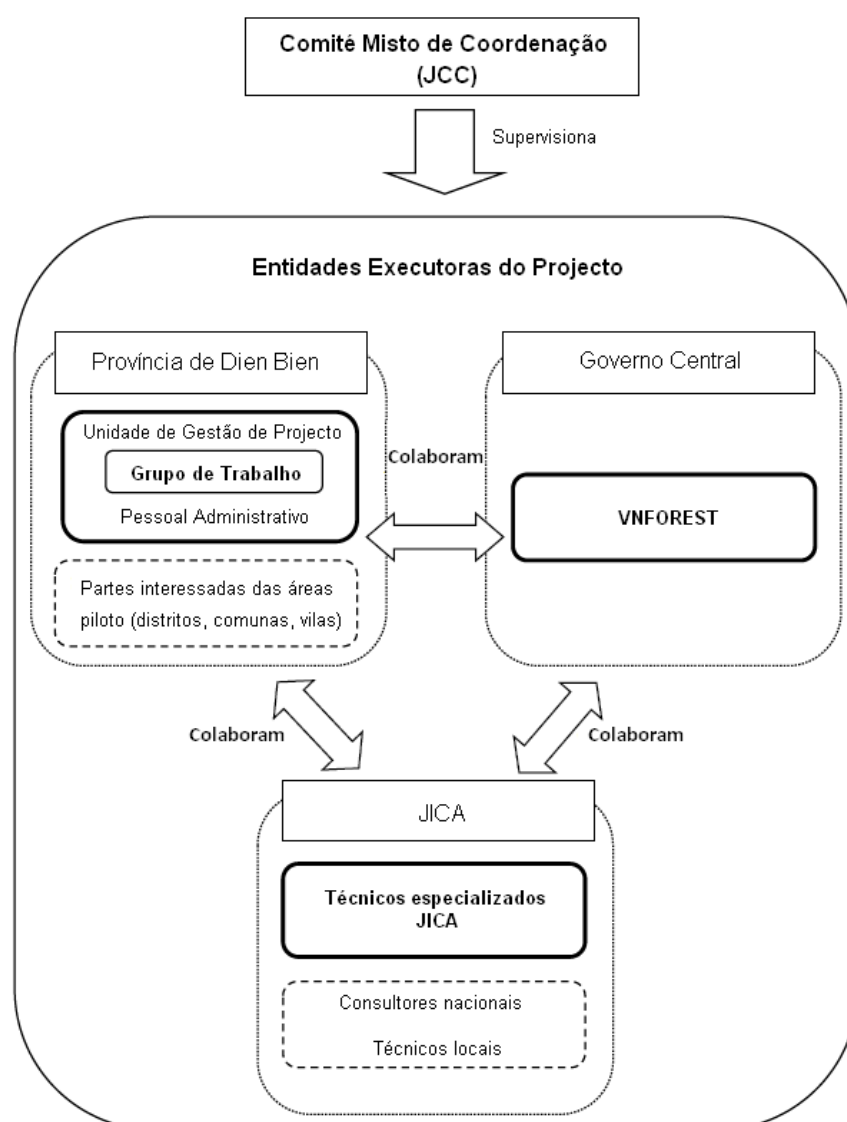 Comité Misto de Coordenação
(JCC)
Supervisiona
Entidades Executoras do Projecto
Província de Dien Bien
Governo Central
Unidade de Gestão de Projecto
Grupo de Trabalho
Pessoal Administrativo
Colaboram
VNFOREST
Partes interessadas das áreas
piloto (distritos, comunas, vilas)
Colaboram
Colaboram
JICA
Técnicos especializados
JICA
Consultores nacionais
Técnicos locais